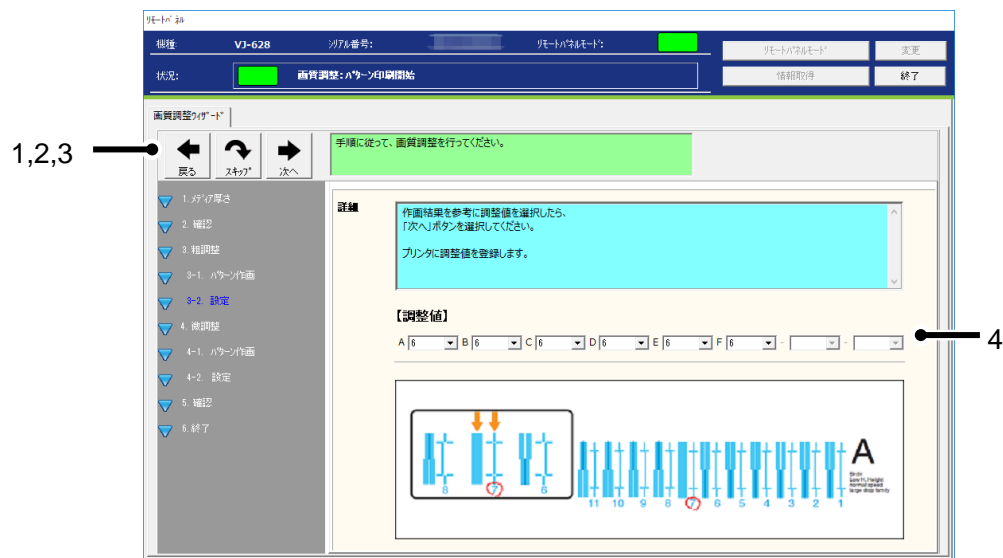 リモートパネル
機種: VJ-628 シリアル番号: リモートパネルモード: リモートパネルモード 変更
状況: 画質調整:パターン印刷開始 情報取得 終了
画質調整ウィザード
1,2,3
戻る スキップ 次へ
手順に従って、画質調整を行ってください。
1.メディア厚さ
2. 確認
3.粗調整
3-1. パターン作画
3-2. 設定
4. 微調整
4-1. パターン作画
4-2. 設定
5. 確認
6.終了
詳細
作画結果を参考に調整値を選択したら、
「次へ」ボタンを選択してください。
プリンタに調整値を登録します。
【調整値】
A 6 B 6 C 6 D 6 E 6 F 6 - -
4
8 7 6
11 10 9 8 7 6 5 4 3 2 1
A
Bi-dir
Low H. Height
normal speed
large drop family